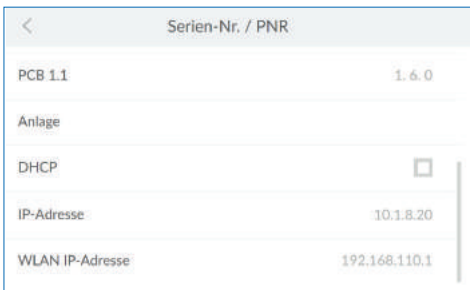 Serien-Nr. / PNR
PCB 1.1 1. 6. 0
Anlage
DHCP
IP-Adresse 10.1.8.20
WLAN IP-Adresse 192.168.110.1